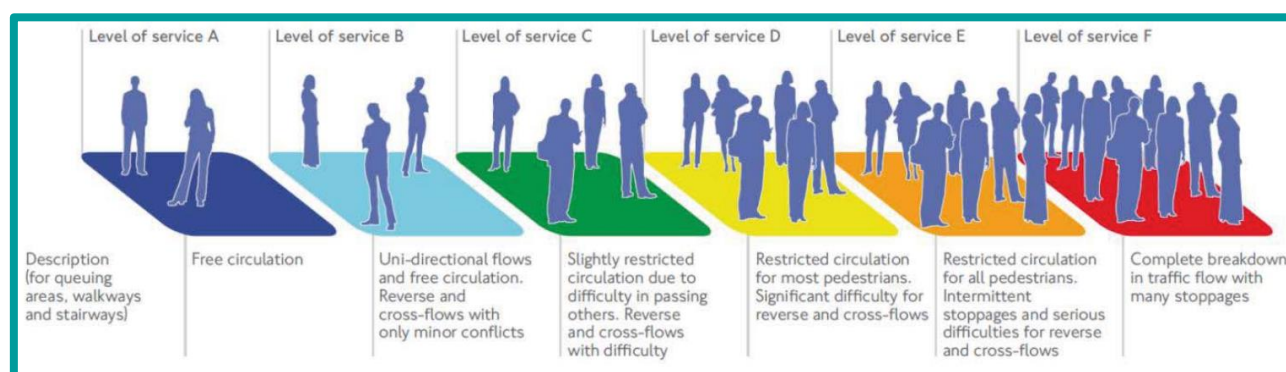 Level of service A
Level of service B
Level of service C
Level of service D
Level of service E
Level of service F
Description
(for queuing
areas, walkways
and stairways)
Free circulation
Uni-directional flows
and free circulation.
Reverse and
cross-flows with
only minor conflicts
Slightly restricted
circulation due to
difficulty in passing
others. Reverse
and cross-flows
with difficulty
Restricted circulation
for most pedestrians.
Significant difficulty for
reverse and cross-flows
Restricted circulation
for all pedestrians.
Intermittent
stoppages and serious
difficulties for reverse
and cross-flows
Complete breakdown
in traffic flow with
many stoppages